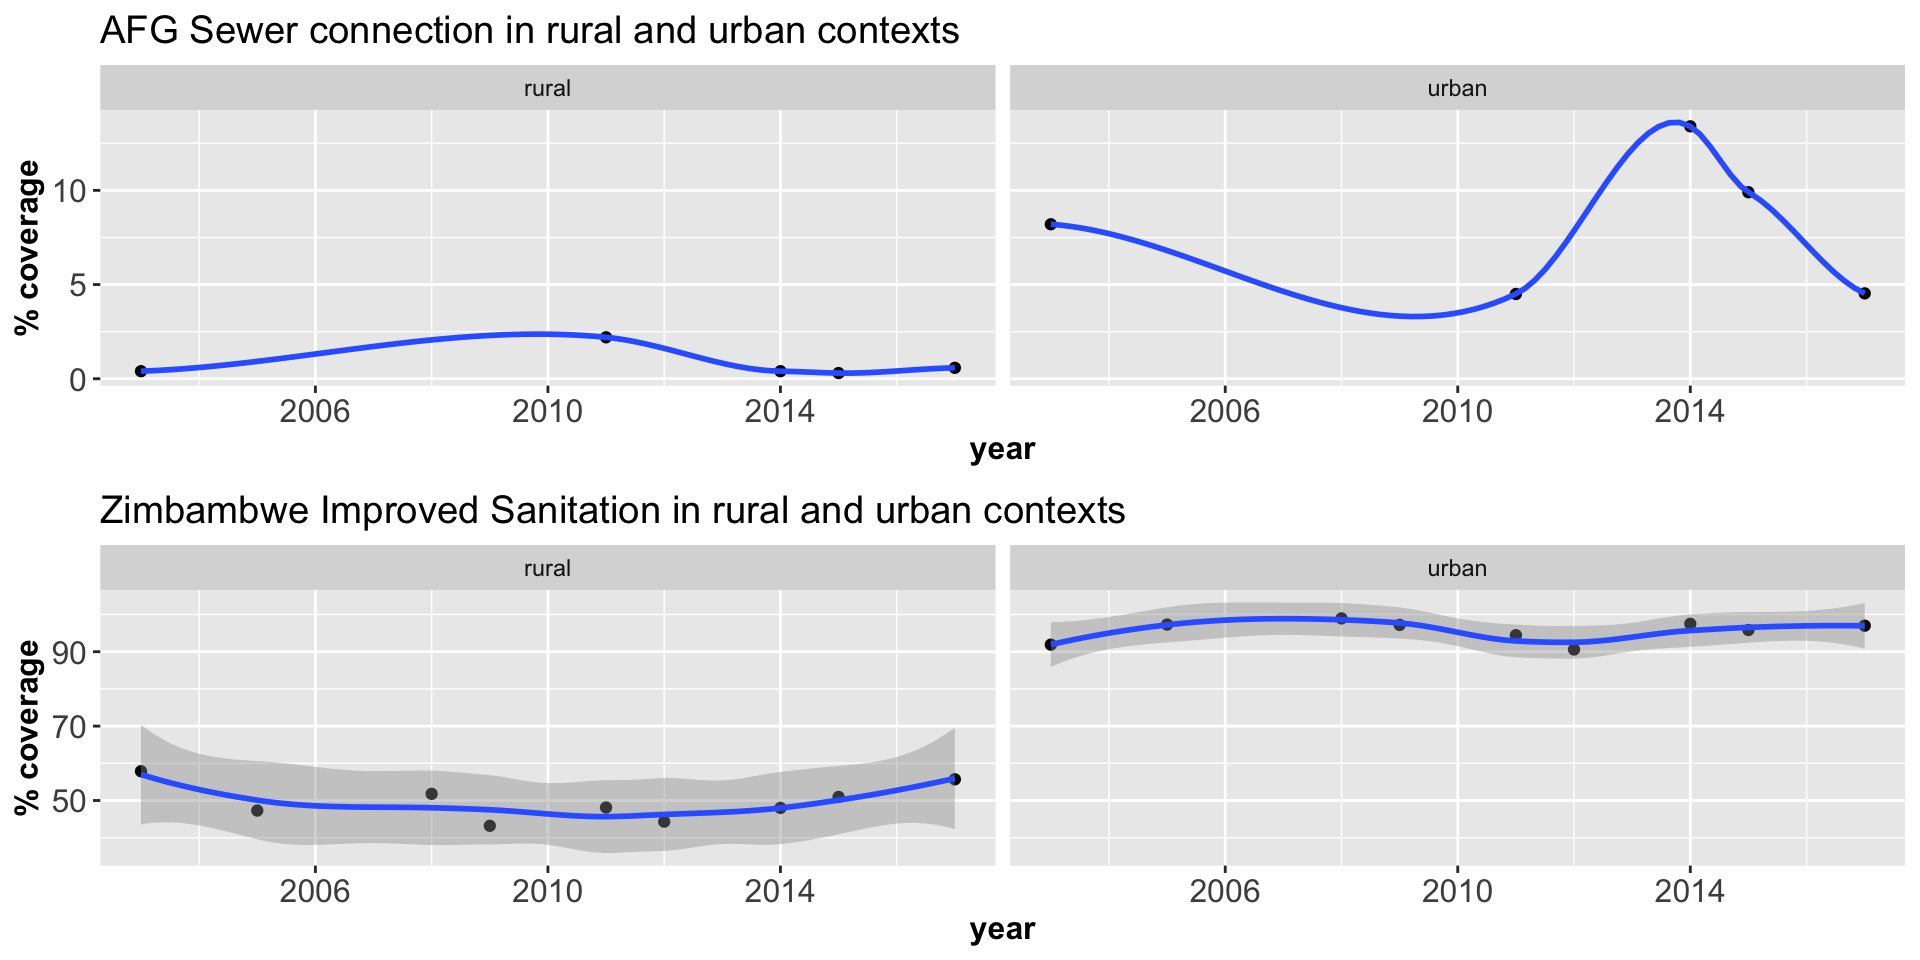 AFG Sewer connection in rural and urban contexts
rural
urban
% coverage
10
5
0
2006 2010 2014 2006 2010 2014
year
Zimbambwe Improved Sanitation in rural and urban contexts
rural
urban
% coverage
90
70
50
2006 2010 2014 2006 2010 2014
year